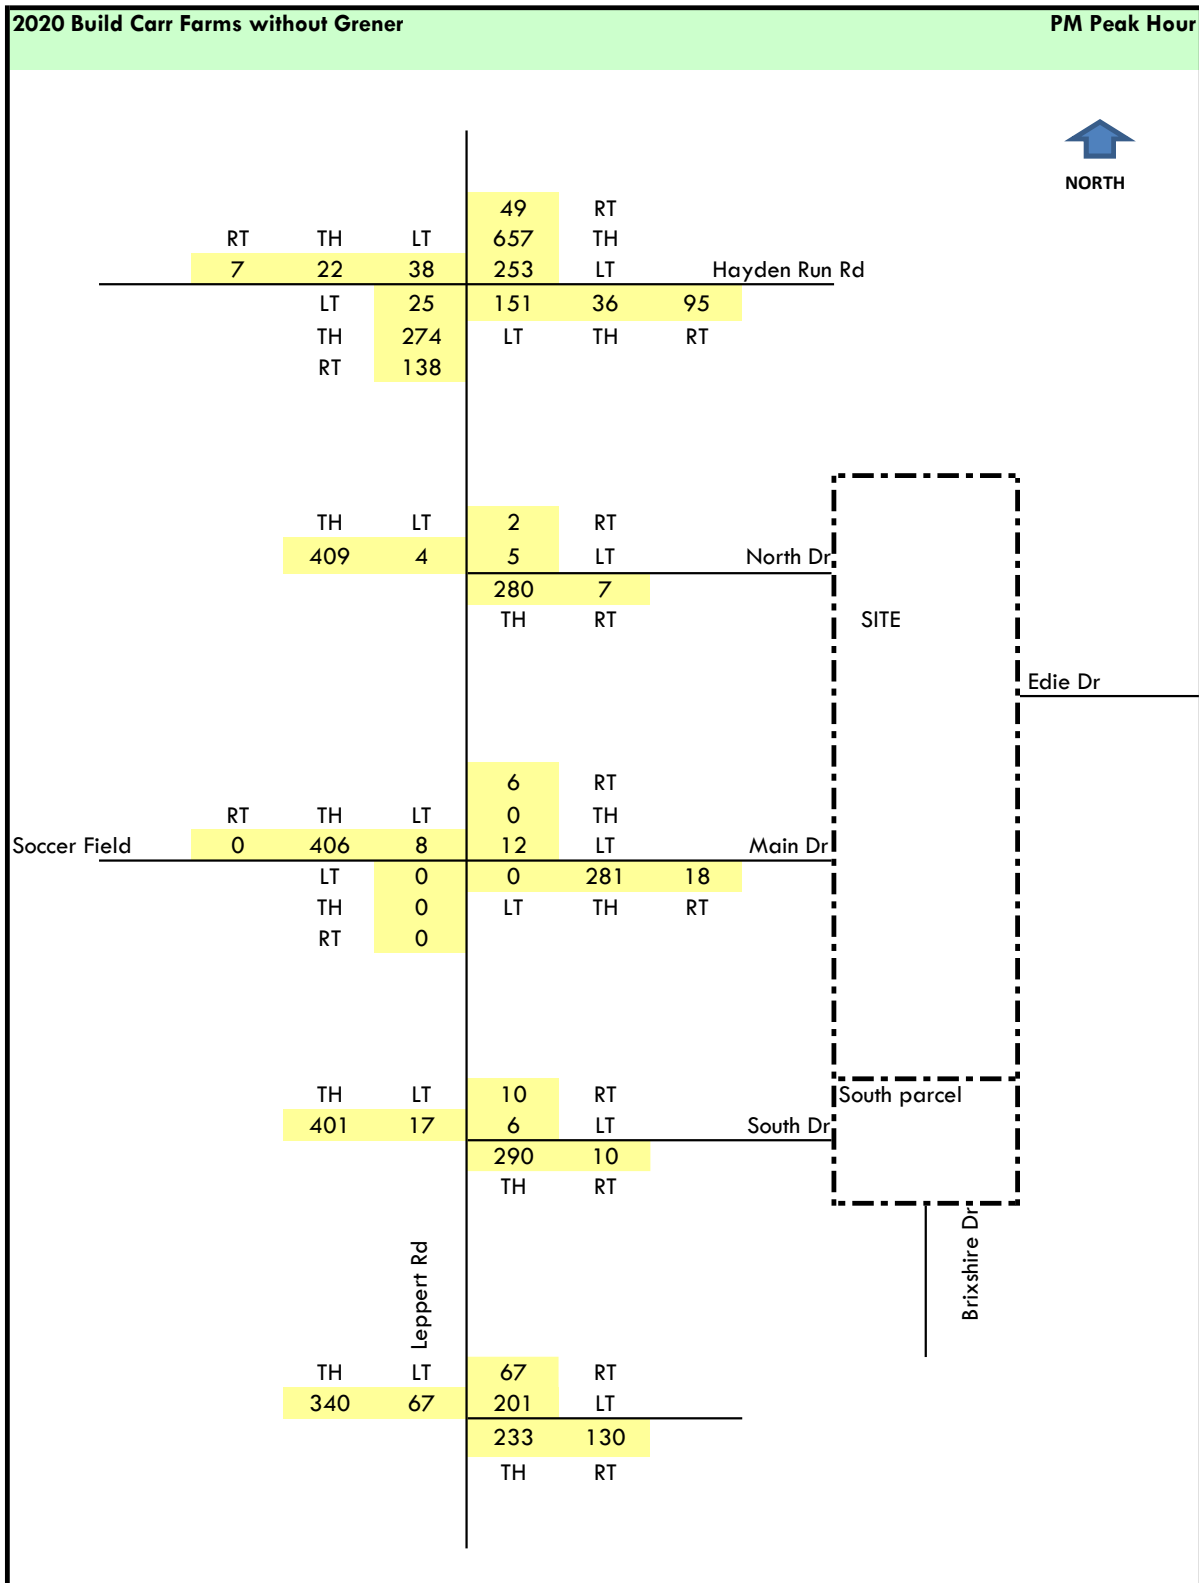 2020 Build Carr Farms without Grener PM Peak Hour
NORTH
49 RT
RT TH LT 657 TH
7 22 38 253 LT Hayden Run Rd
LT 25 151 36 95
TH 274 LT TH RT
RT 138
TH LT 2 RT
409 4 5 LT North Dr
280 7
TH RT SITE
Edie Dr
6 RT
RT TH LT 0 TH
Soccer Field 0 406 8 12 LT Main Dr
LT 0 0 281 18
TH 0 LT TH RT
RT 0
TH LT 10 RT South parcel
401 17 6 LT South Dr
290 10
TH RT
Brixshire Dr
Leppert Rd
TH LT 67 RT
340 67 201 LT
233 130
TH RT